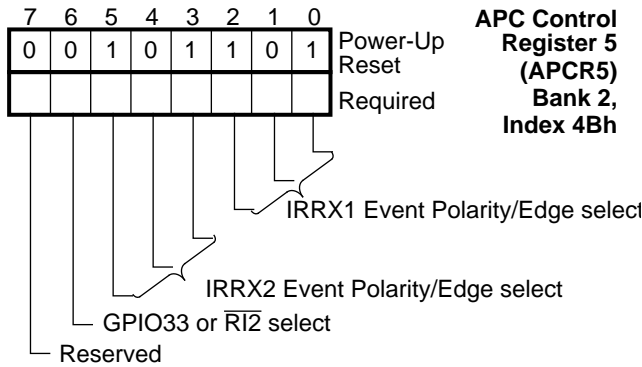 7 6 5 4 3 2 1 0
APC Control
Register 5
(APCR5)
Bank 2,
Index 4Bh
0 0 1 0 1 1 0 1
Power-Up
Reset
Required
IRRX1 Event Polarity/Edge select
IRRX2 Event Polarity/Edge select
GPIO33 or RI2 select
Reserved